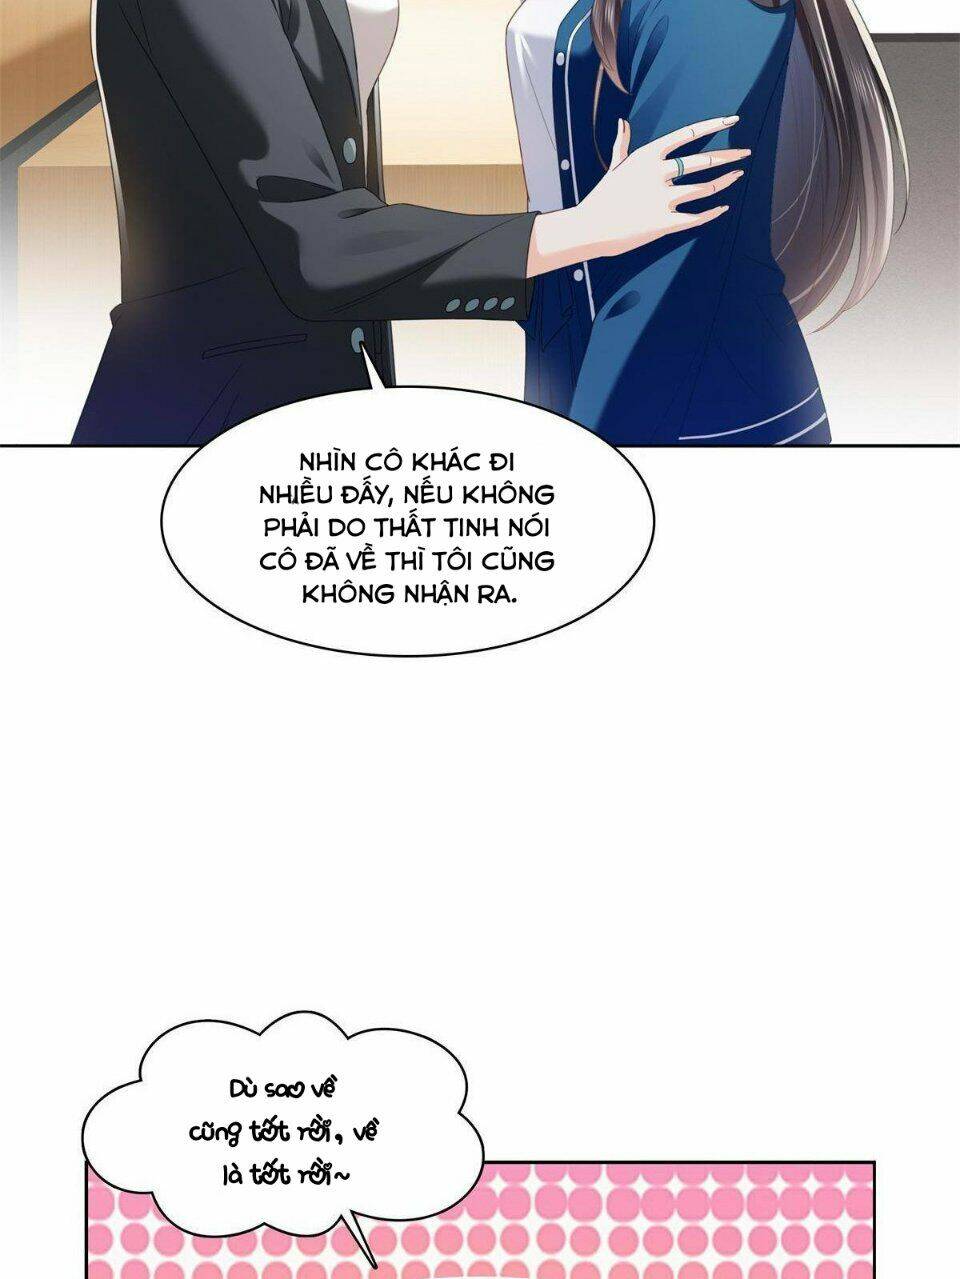 NHÌN CÔ KHÁC ĐI
NHIỀU ĐẤY, NẾU KHÔNG
PHẢI DO THẤT TINH NÓI
CÔ ĐÃ VỀ THÌ TÔI CŨNG
KHÔNG NHẬN RA.
Dù sao về
cũng tốt rồi, về
là tốt rồi~